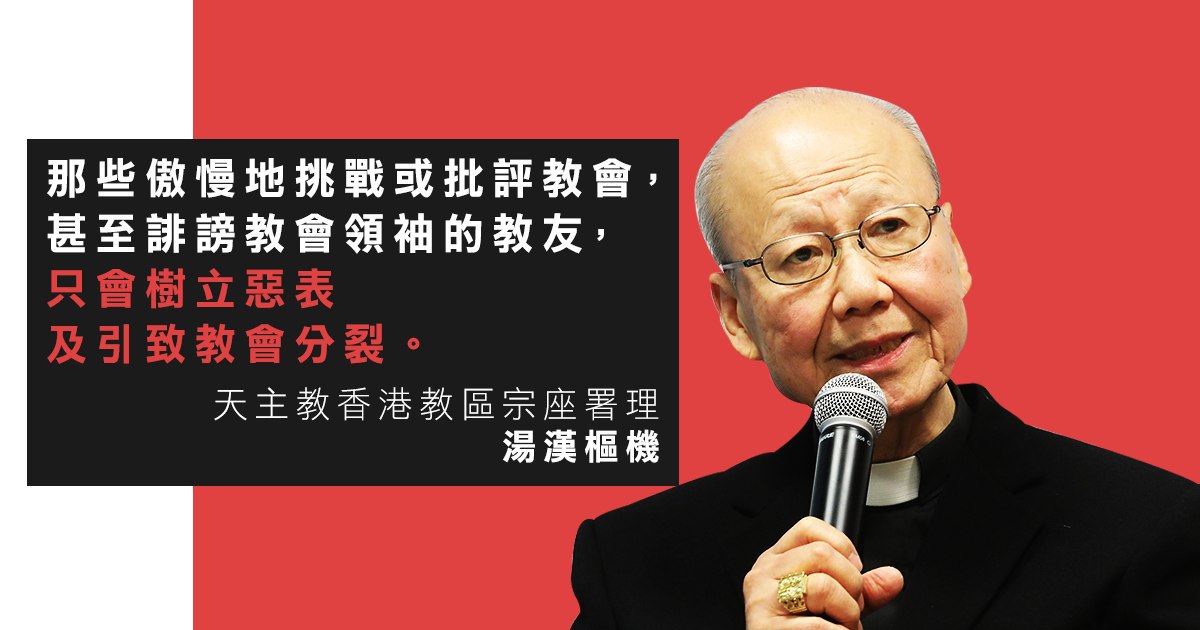 那些傲慢地挑戰或批評教會，
甚至誹謗教會領袖的教友，
只會樹立惡表
及引致教會分裂。
天主教香港教區宗座署理
湯漢樞機